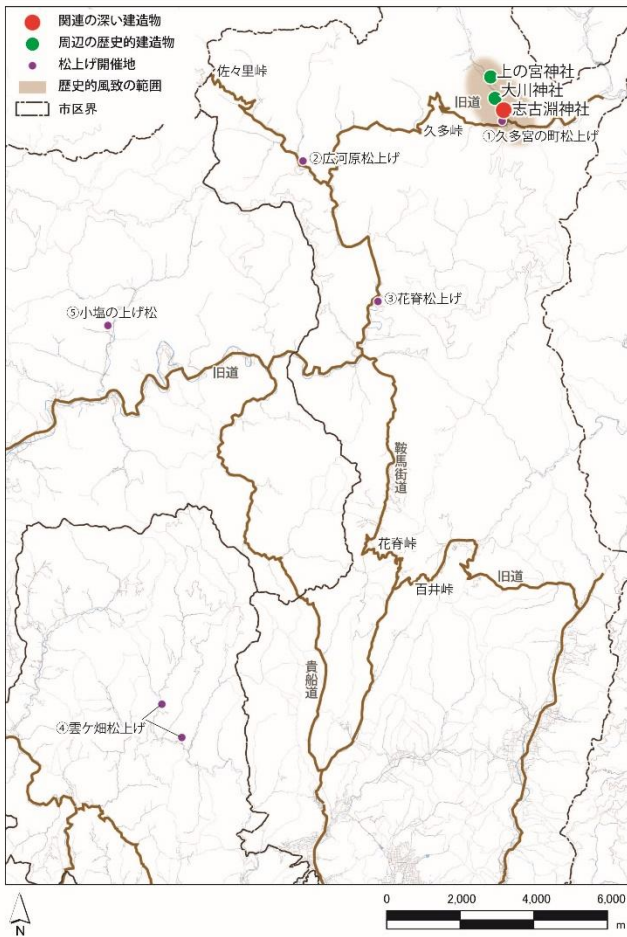 関連の深い建造物
周辺の歴史的建造物
松上げ開催地
歴史的風致の範囲
市区界
佐々里峠
上の宮神社
大川神社
旧道
志古淵神社
久多峠
①久多宮の町松上げ
②広河原松上げ
③花脊松上げ
⑤小塩の上げ松
旧道
鞍馬街道
花脊峠
百井峠
旧道
貴船道
④雲ケ畑松上げ
N
0 2,000 4,000 6,000
m